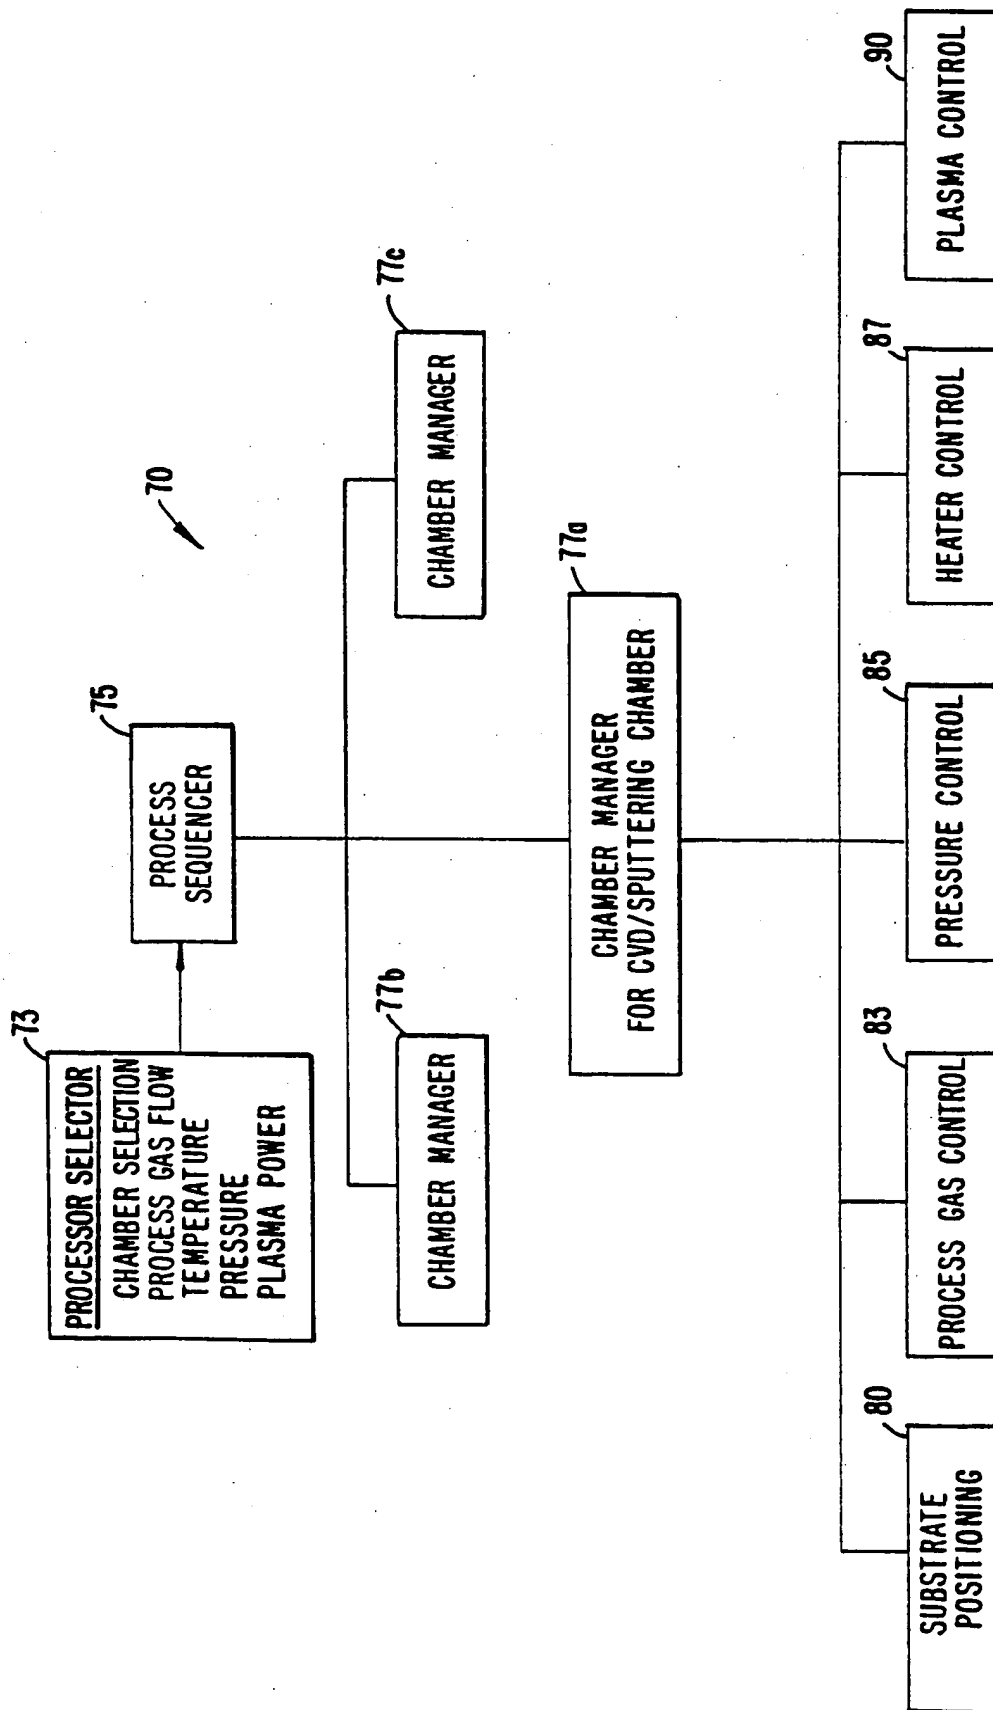 73
PROCESSOR SELECTOR
CHAMBER SELECTION
PROCESS GAS FLOW
TEMPERATURE
PRESSURE
PLASMA POWER
75
PROCESS
SEQUENCER
70
77b
CHAMBER MANAGER
77c
CHAMBER MANAGER
77a
CHAMBER MANAGER
FOR CVD/SPUTTERING CHAMBER
80
SUBSTRATE
POSITIONING
83
PROCESS GAS CONTROL
85
PRESSURE CONTROL
87
HEATER CONTROL
90
PLASMA CONTROL